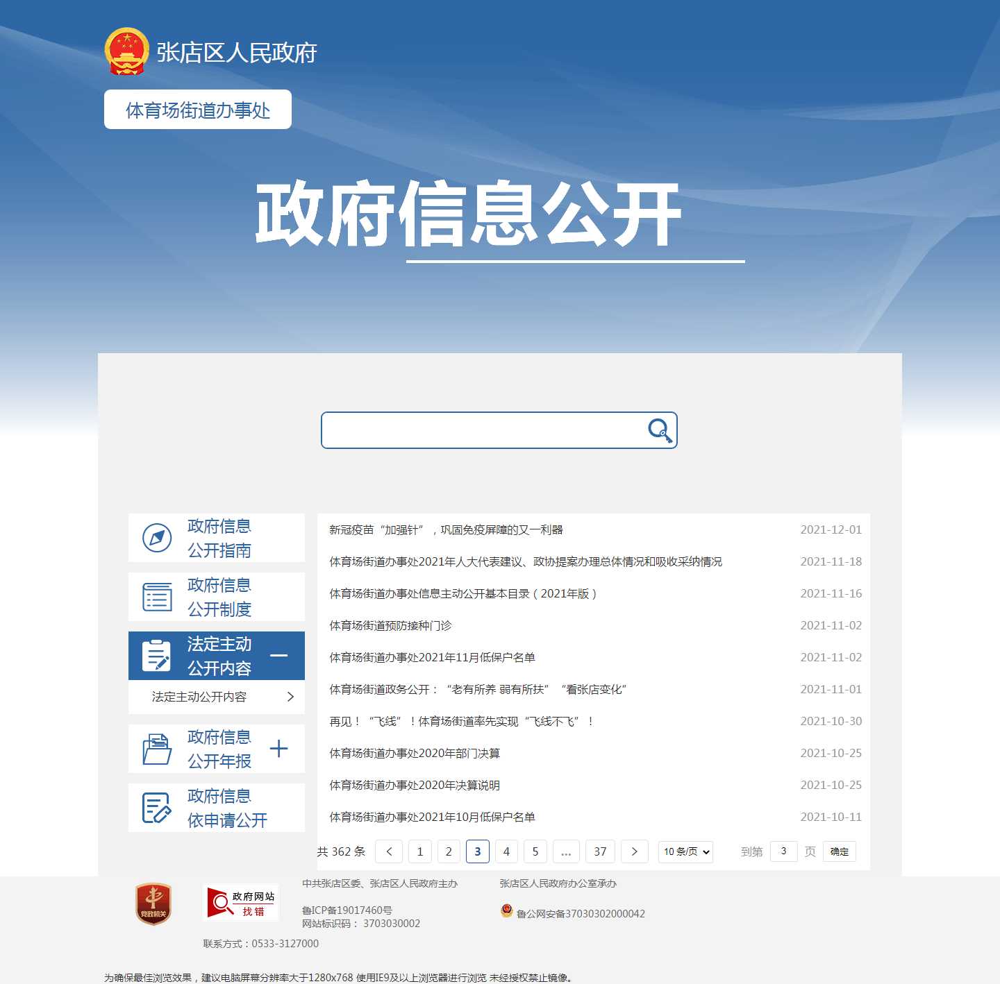 张店区人民政府
体育场街道办事处
政府信息公开
政府信息
公开指南
政府信息
公开制度
法定主动
公开内容
法定主动公开内容
政府信息
公开年报
政府信息
依申请公开
新冠疫苗“加强针”，巩固免疫屏障的又一利器 2021-12-01
体育场街道办事处2021年人大代表建议、政协提案办理总体情况和吸收采纳情况 2021-11-18
体育场街道办事处信息主动公开基本目录（2021年版） 2021-11-16
体育场街道预防接种门诊 2021-11-02
体育场街道办事处2021年11月低保户名单 2021-11-02
体育场街道政务公开：“老有所养 弱有所扶”“看张店变化” 2021-11-01
再见！“飞线”！体育场街道率先实现“飞线不飞”！ 2021-10-30
体育场街道办事处2020年部门决算 2021-10-25
体育场街道办事处2020年决算说明 2021-10-25
体育场街道办事处2021年10月低保户名单 2021-10-11
共 362 条 1 2 3 4 5 … 37 10 条/页 到第 3 页 确定
党政机关
政府网站
找错
中共张店区委、张店区人民政府主办 张店区人民政府办公室承办
鲁ICP备19017460号 鲁公网安备37030302000042
网站标识码： 3703030002
联系方式：0533-3127000
为确保最佳浏览效果，建议电脑屏幕分辨率大于1280x768 使用IE9及以上浏览器进行浏览 未经授权禁止镜像。